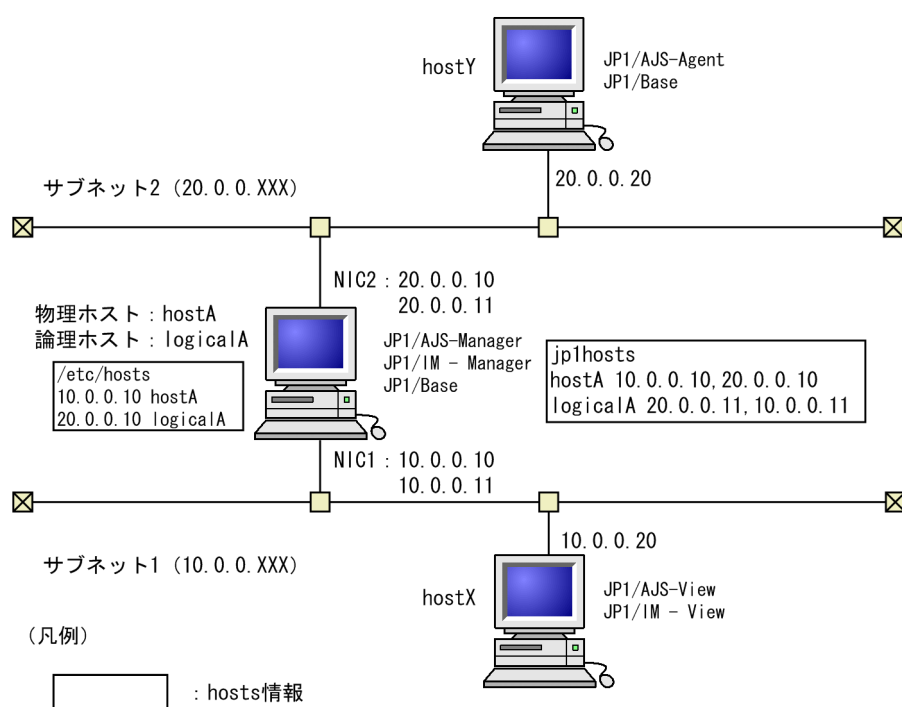 hostY
JP1/AJS-Agent
JP1/Base
20.0.0.20
サブネット2（20.0.0.XXX）
NIC2：20.0.0.10
20.0.0.11
物理ホスト：hostA
論理ホスト：logicalA
/etc/hosts
10.0.0.10 hostA
20.0.0.10 logicalA
JP1/AJS-Manager
JP1/IM - Manager
JP1/Base
jp1hosts
hostA 10.0.0.10,20.0.0.10
logicalA 20.0.0.11,10.0.0.11
NIC1：10.0.0.10
10.0.0.11
10.0.0.20
サブネット1（10.0.0.XXX）
hostX
JP1/AJS-View
JP1/IM - View
（凡例）
：hosts情報